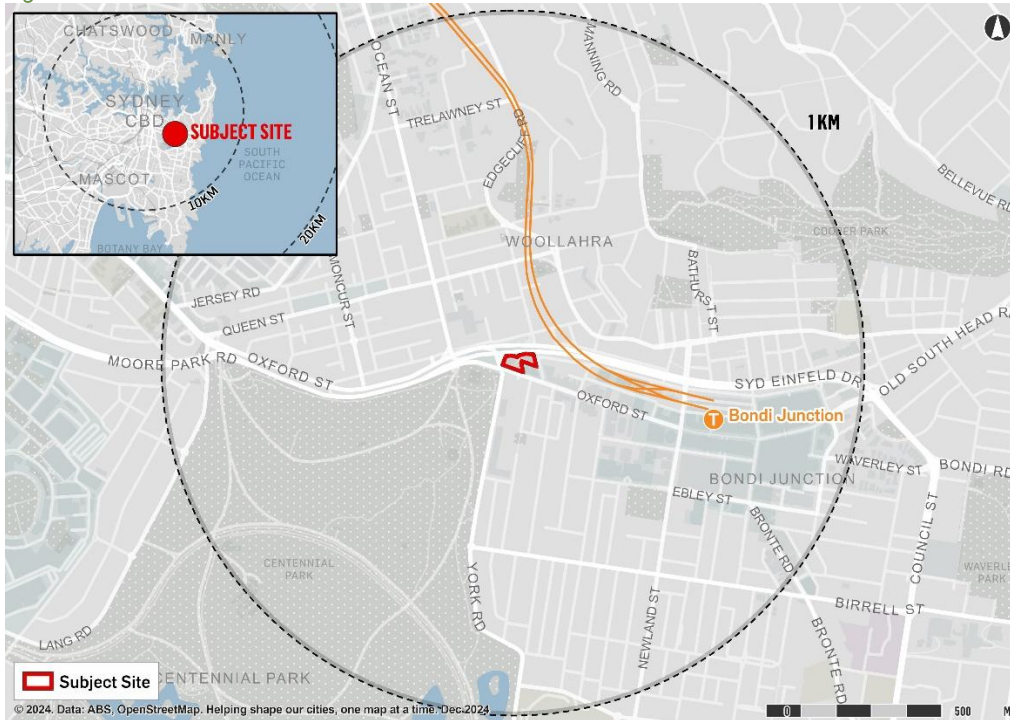 CHATSWOOD
MANLY
SYDNEY
CBD
SUBJECT SITE
SOUTH
PACIFIC
OCEAN
MASCOT
10KM
20KM
BOTANY BAY
OCEAN ST
TRELAWNEY ST
EDGECLIFF RD
MANNING RD
1KM
BELLEVUE RD
COOPER PARK
WOOLLAHRA
BATHURST ST
MONCUR ST
JERSEY RD
QUEEN ST
MOORE PARK RD
OXFORD ST
SYD EINFELD DR
OLD SOUTH HEAD RA
OXFORD ST
T Bondi Junction
WAVERLEY ST
BONDI RD
BONDI JUNCTION
EBLEY ST
BRONTE RD
COUNCIL ST
CENTENNIAL
PARK
YORK RD
NEWLAND ST
WAVERLEY
PARK
BIRRELL ST
LANG RD
BRONTE RD
Subject Site
CENTENNIAL PARK
© 2024. Data: ABS, OpenStreetMap. Helping shape our cities, one map at a time. Dec 2024
0 500 M